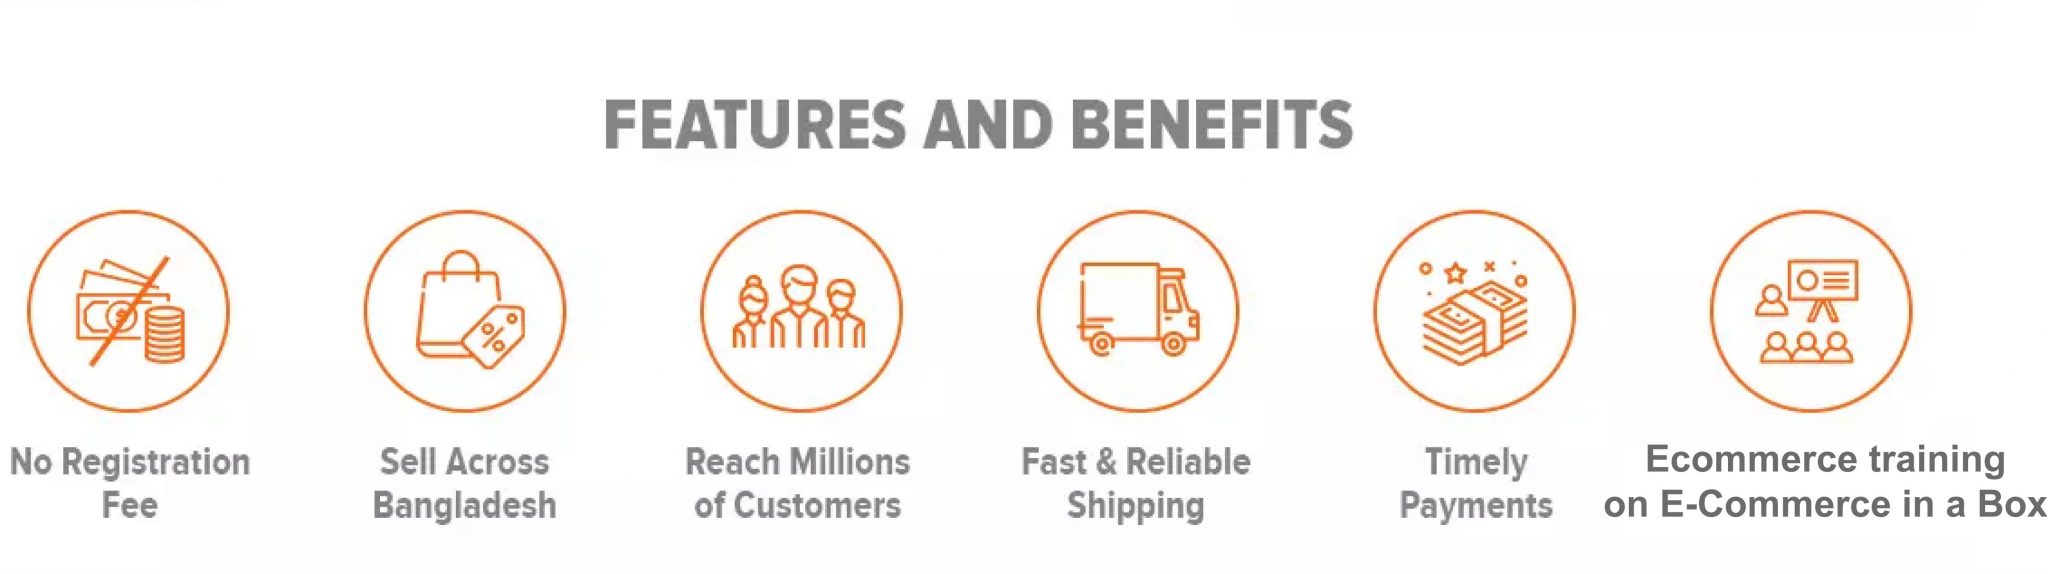 FEATURES AND BENEFITS
No Registration
Fee
Sell Across
Bangladesh
Reach Millions
of Customers
Fast & Reliable
Shipping
Timely
Payments
Ecommerce training
on E-Commerce in a Box